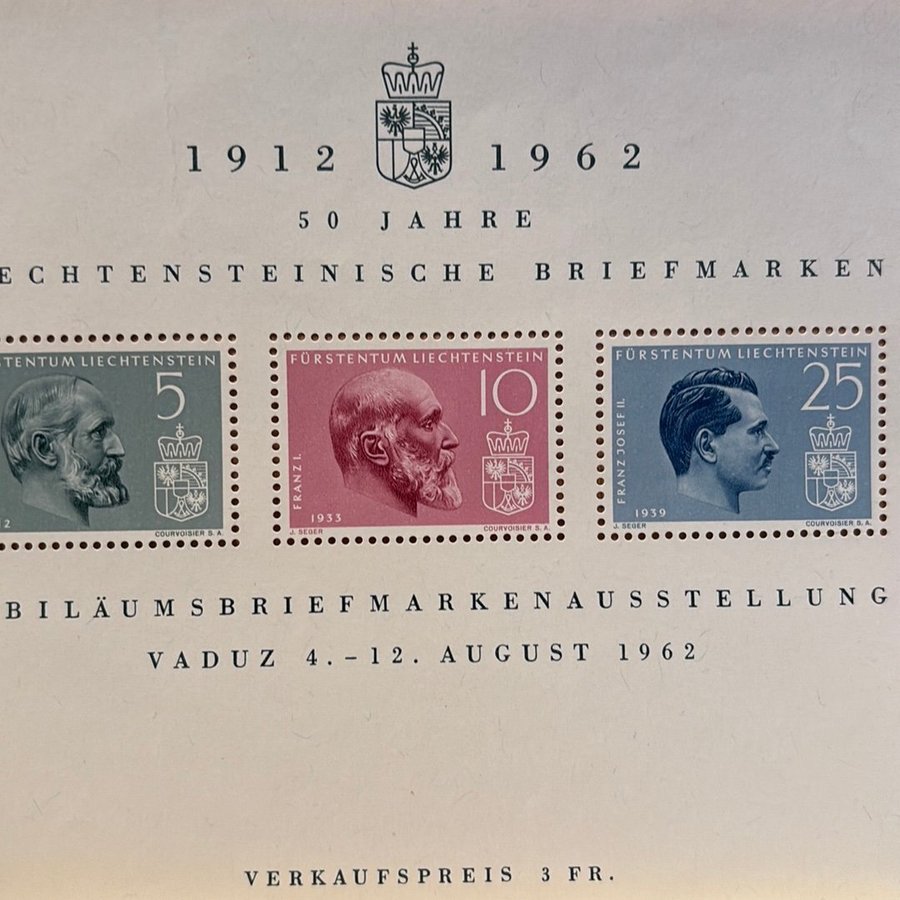 1912 1962
50 JAHRE
ECHTENSTEINISCHE BRIEFMARKEN
TENTUM LIECHTENSTEIN
5
12
COURVOISIER S.A.
FÜRSTENTUM LIECHTENSTEIN
10
FRANZ I.
1933
J. SEGER
COURVOISIER S.A.
FÜRSTENTUM LIECHTENSTEIN
25
FRANZ JOSEF II.
1939
J. SEGER
COURVOISIER S.A.
BILÄUMSBRIEFMARKENAUSSTELLUNG
VADUZ 4.-12. AUGUST 1962
VERKAUFSPREIS 3 FR.